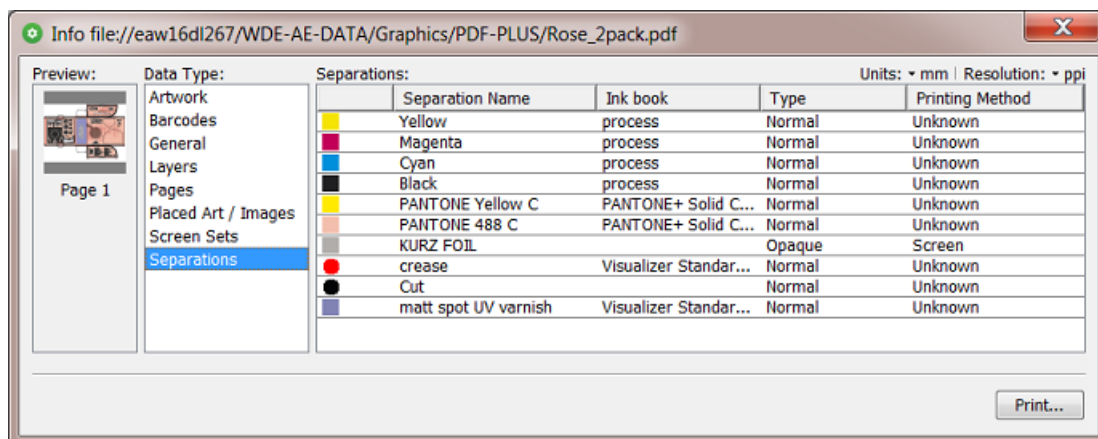 Info file://eaw16dl267/WDE-AE-DATA/Graphics/PDF-PLUS/Rose_2pack.pdf
X
Preview: Data Type: Separations: Units: mm | Resolution: ppi
Page 1
Artwork
Barcodes
General
Layers
Pages
Placed Art / Images
Screen Sets
Separations
Separation Name Ink book Type Printing Method
Yellow process Normal Unknown
Magenta process Normal Unknown
Cyan process Normal Unknown
Black process Normal Unknown
PANTONE Yellow C PANTONE+ Solid C... Normal Unknown
PANTONE 488 C PANTONE+ Solid C... Normal Unknown
KURZ FOIL Opaque Screen
crease Visualizer Standar... Normal Unknown
Cut Normal Unknown
matt spot UV varnish Visualizer Standar... Normal Unknown
Print...